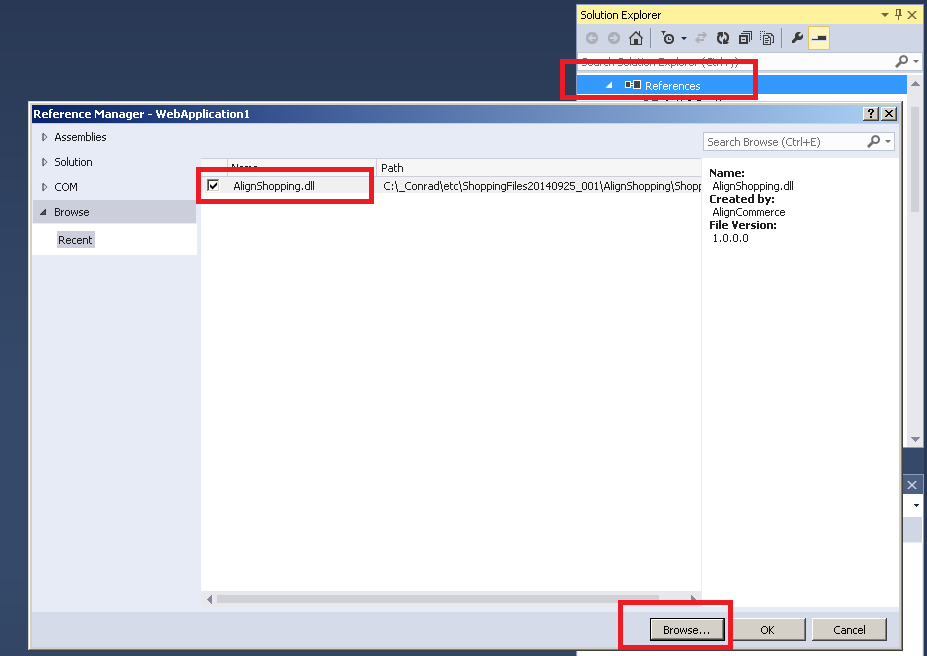 Solution Explorer
Search Solution Explorer (Ctrl+;)
References
Reference Manager - WebApplication1
Assemblies
Solution
COM
Browse
Recent
Search Browse (Ctrl+E)
Name Path
AlignShopping.dll C:\_Conrad\etc\ShoppingFiles20140925_001\AlignShopping\Shopp
Name:
AlignShopping.dll
Created by:
AlignCommerce
File Version:
1.0.0.0
Browse... OK Cancel